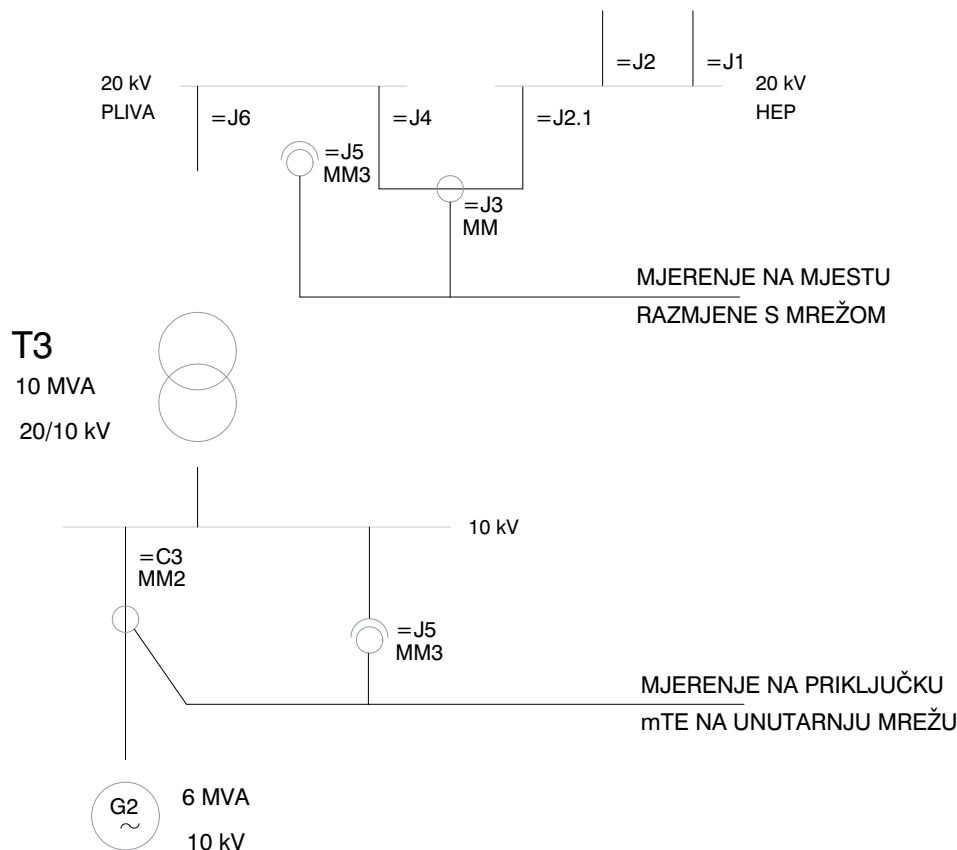 =J2
=J1
20 kV
PLIVA
20 kV
HEP
=J6
=J4
=J2.1
=J5
MM3
=J3
MM
MJERENJE NA MJESTU
RAZMJENE S MREŽOM
T3
10 MVA
20/10 kV
10 kV
=C3
MM2
=J5
MM3
MJERENJE NA PRIKLJUČKU
mTE NA UNUTARNJU MREŽU
G2
~
6 MVA
10 kV